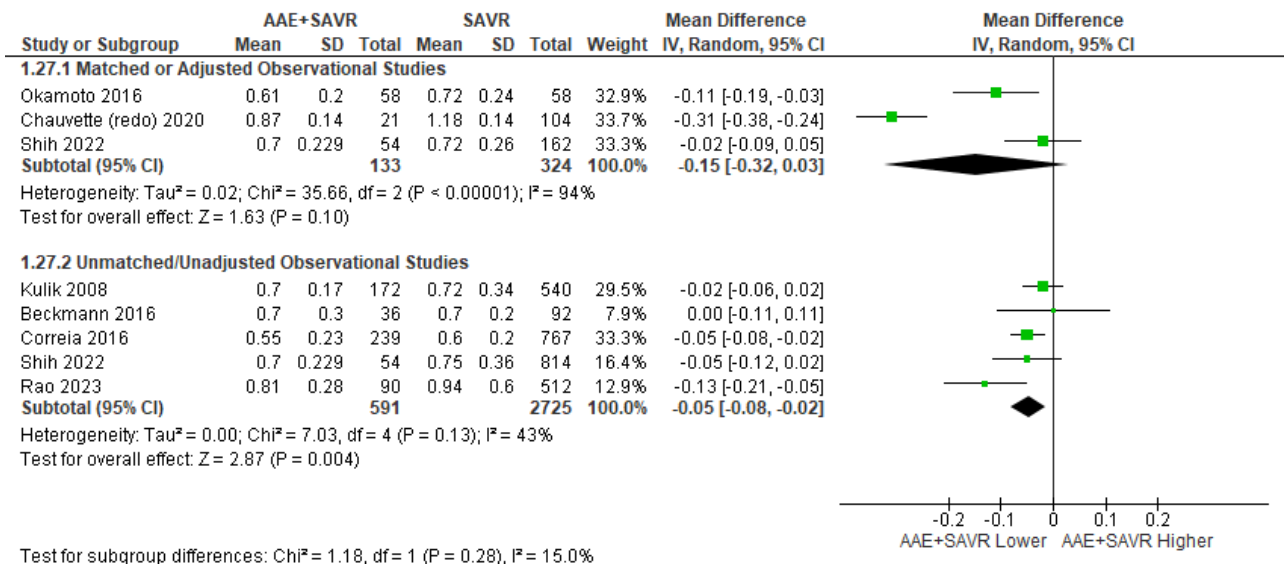 AAE+SAVR SAVR Mean Difference Mean Difference
Study or Subgroup Mean SD Total Mean SD Total Weight IV, Random, 95% CI IV, Random, 95% CI
1.27.1 Matched or Adjusted Observational Studies
Okamoto 2016 0.61 0.2 58 0.72 0.24 58 32.9% -0.11 [-0.19, -0.03]
Chauvette (redo) 2020 0.87 0.14 21 1.18 0.14 104 33.7% -0.31 [-0.38, -0.24]
Shih 2022 0.7 0.229 54 0.72 0.26 162 33.3% -0.02 [-0.09, 0.05]
Subtotal (95% CI) 133 324 100.0% -0.15 [-0.32, 0.03]
Heterogeneity: Tau² = 0.02; Chi² = 35.66, df = 2 (P < 0.00001); I² = 94%
Test for overall effect: Z = 1.63 (P = 0.10)
1.27.2 Unmatched/Unadjusted Observational Studies
Kulik 2008 0.7 0.17 172 0.72 0.34 540 29.5% -0.02 [-0.06, 0.02]
Beckmann 2016 0.7 0.3 36 0.7 0.2 92 7.9% 0.00 [-0.11, 0.11]
Correia 2016 0.55 0.23 239 0.6 0.2 767 33.3% -0.05 [-0.08, -0.02]
Shih 2022 0.7 0.229 54 0.75 0.36 814 16.4% -0.05 [-0.12, 0.02]
Rao 2023 0.81 0.28 90 0.94 0.6 512 12.9% -0.13 [-0.21, -0.05]
Subtotal (95% CI) 591 2725 100.0% -0.05 [-0.08, -0.02]
Heterogeneity: Tau² = 0.00; Chi² = 7.03, df = 4 (P = 0.13); I² = 43%
Test for overall effect: Z = 2.87 (P = 0.004)
-0.2 -0.1 0 0.1 0.2
AAE+SAVR Lower AAE+SAVR Higher
Test for subgroup differences: Chi² = 1.18, df = 1 (P = 0.28), I² = 15.0%